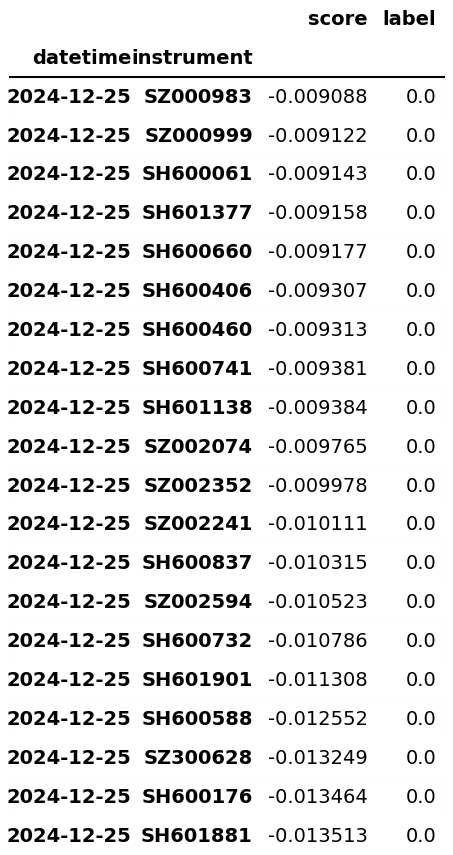 score label
datetime instrument
2024-12-25 SZ000983 -0.009088 0.0
2024-12-25 SZ000999 -0.009122 0.0
2024-12-25 SH600061 -0.009143 0.0
2024-12-25 SH601377 -0.009158 0.0
2024-12-25 SH600660 -0.009177 0.0
2024-12-25 SH600406 -0.009307 0.0
2024-12-25 SH600460 -0.009313 0.0
2024-12-25 SH600741 -0.009381 0.0
2024-12-25 SH601138 -0.009384 0.0
2024-12-25 SZ002074 -0.009765 0.0
2024-12-25 SZ002352 -0.009978 0.0
2024-12-25 SZ002241 -0.010111 0.0
2024-12-25 SH600837 -0.010315 0.0
2024-12-25 SZ002594 -0.010523 0.0
2024-12-25 SH600732 -0.010786 0.0
2024-12-25 SH601901 -0.011308 0.0
2024-12-25 SH600588 -0.012552 0.0
2024-12-25 SZ300628 -0.013249 0.0
2024-12-25 SH600176 -0.013464 0.0
2024-12-25 SH601881 -0.013513 0.0